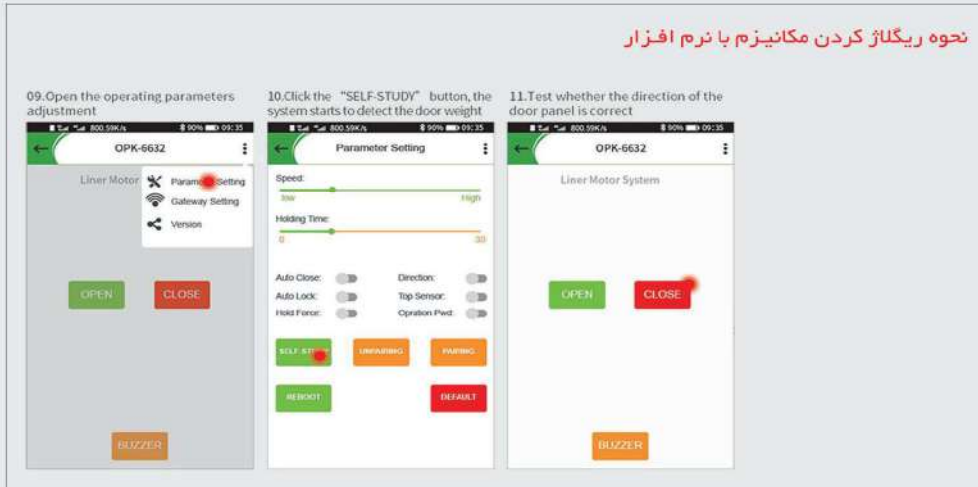 نحوه ریگلاژ کردن مکانیزم با نرم افزار
09.Open the operating parameters
adjustment
10.Click the “SELF-STUDY” button, the
system starts to detect the door weight
11.Test whether the direction of the
door panel is correct
800.59K/s 90% 09:35
OPK-6632
Liner Motor
Setting
Gateway Setting
Version
OPEN CLOSE
BUZZER
800.59K/s 90% 09:35
Parameter Setting
Speed:
low High
Holding Time:
0 30
Auto Close: Direction:
Auto Lock: Top Sensor:
Hold Force: Opration Pwd:
UNPAIRING PAIRING
REBOOT DEFAULT
800.59K/s 90% 09:35
OPK-6632
Liner Motor System
OPEN CLOSE
BUZZER